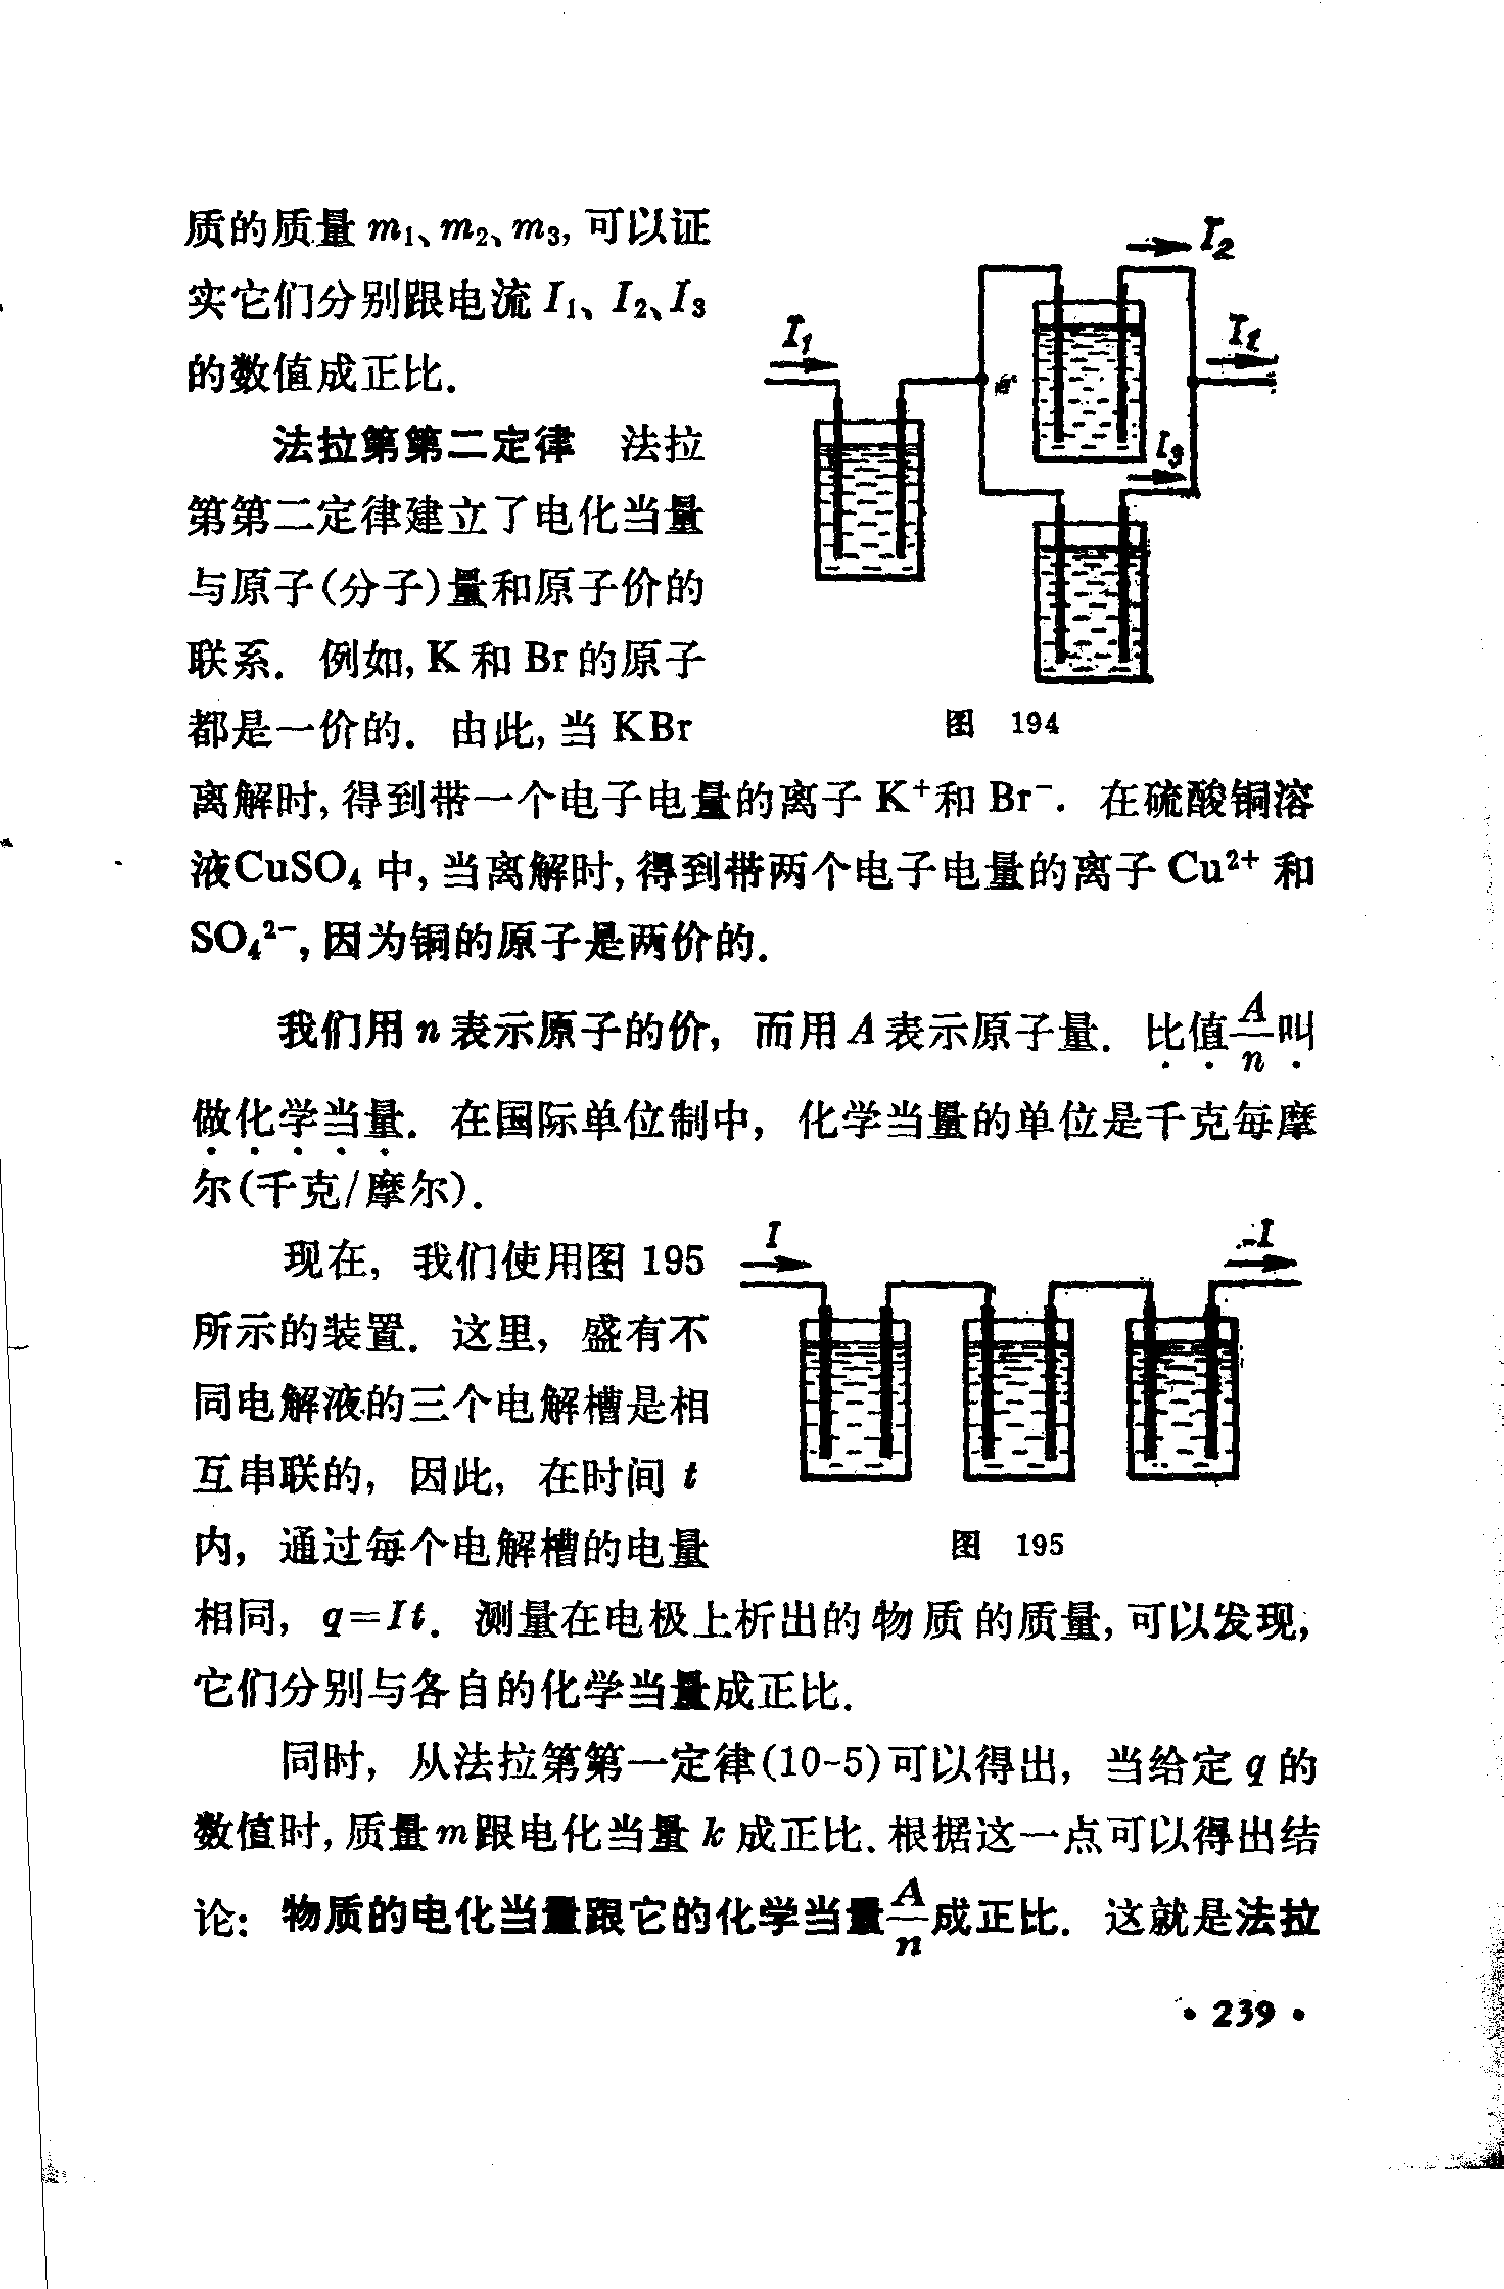 质的质量 m₁、m₂、m₃, 可以证
实它们分别跟电流 I₁、I₂、I₃
的数值成正比.
法拉第第二定律 法拉
第第二定律建立了电化当量
与原子(分子)量和原子价的
联系. 例如, K 和 Br 的原子
都是一价的. 由此, 当 KBr
I₁
I₂
I₁
I₃
图 194
离解时, 得到带一个电子电量的离子 K⁺和 Br⁻. 在硫酸铜溶
液CuSO₄ 中, 当离解时, 得到带两个电子电量的离子 Cu²⁺ 和
SO₄²⁻, 因为铜的原子是两价的.
我们用 n 表示原子的价, 而用 A 表示原子量. 比值 A/n 叫
做化学当量. 在国际单位制中, 化学当量的单位是千克每摩
尔(千克/摩尔).
现在, 我们使用图 195
所示的装置. 这里, 盛有不
同电解液的三个电解槽是相
互串联的, 因此, 在时间 t
内, 通过每个电解槽的电量
I
I
图 195
相同, q=It. 测量在电极上析出的物质的质量, 可以发现,
它们分别与各自的化学当量成正比.
同时, 从法拉第第一定律(10-5)可以得出, 当给定 q 的
数值时, 质量 m 跟电化当量 k 成正比. 根据这一点可以得出结
论: 物质的电化当量跟它的化学当量 A/n 成正比. 这就是法拉
• 239 •